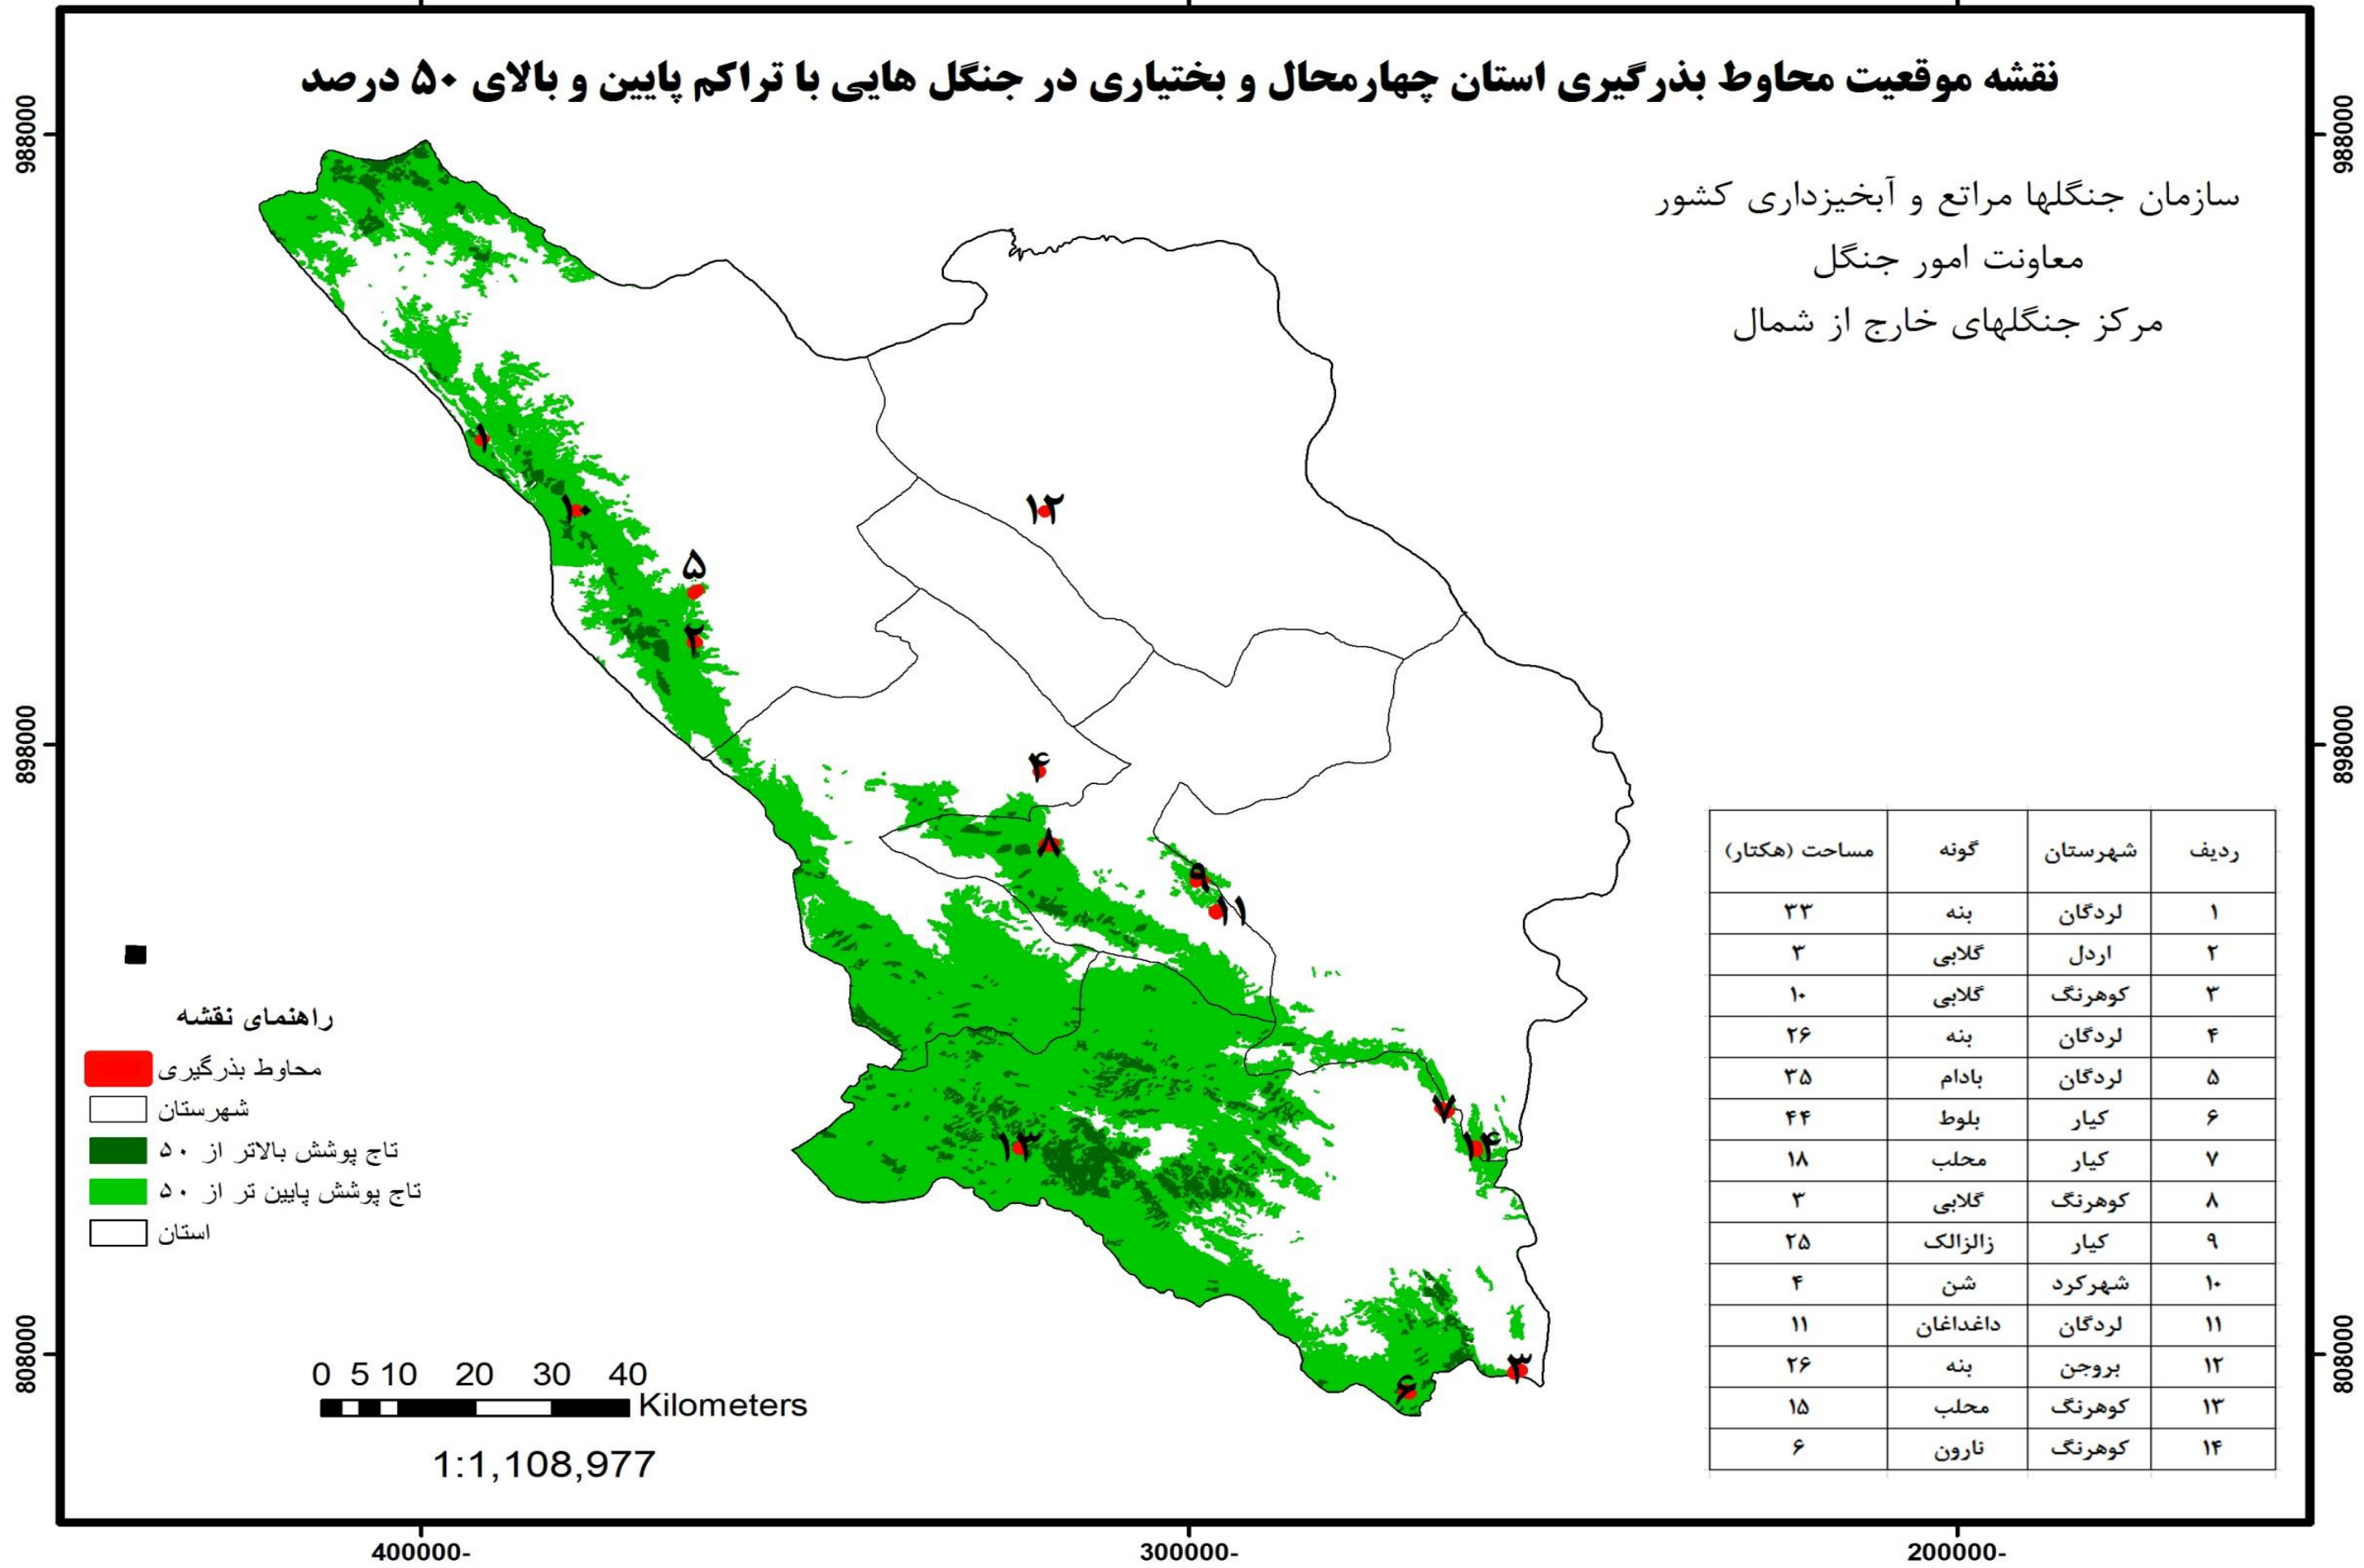 نقشه موقعیت محاوط بذرگیری استان چهارمحال و بختیاری در جنگل هایی با تراکم پایین و بالای ۵۰ درصد
سازمان جنگلها مراتع و آبخیزداری کشور
معاونت امور جنگل
مرکز جنگلهای خارج از شمال
988000
988000
۱
۱۰
۱۲
۵
۲
898000
898000
۴
۸
۹
۱۱
۷
۱۳
۱۴
۳
۶
ردیف شهرستان گونه مساحت (هکتار)
۱ لردگان بنه ۳۳
۲ اردل گلابی ۳
۳ کوهرنگ گلابی ۱۰
۴ لردگان بنه ۲۶
۵ لردگان بادام ۳۵
۶ کیار بلوط ۴۴
۷ کیار محلب ۱۸
۸ کوهرنگ گلابی ۳
۹ کیار زالزالک ۲۵
۱۰ شهرکرد شن ۴
۱۱ لردگان داغداغان ۱۱
۱۲ بروجن بنه ۲۶
۱۳ کوهرنگ محلب ۱۵
۱۴ کوهرنگ نارون ۶
راهنمای نقشه
محاوط بذرگیری
شهرستان
تاج پوشش بالاتر از ۵۰
تاج پوشش پایین تر از ۵۰
استان
808000
808000
0 5 10 20 30 40
Kilometers
1:1,108,977
400000-
300000-
200000-